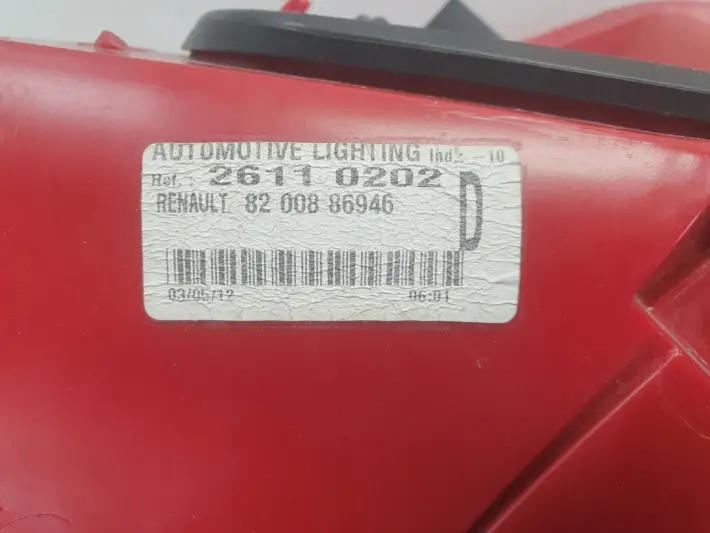 AUTOMOTIVE LIGHTING Ind.: -10
Ref. : 2611 0202
D
RENAULT 82 008 86946
03/05/12 06:01